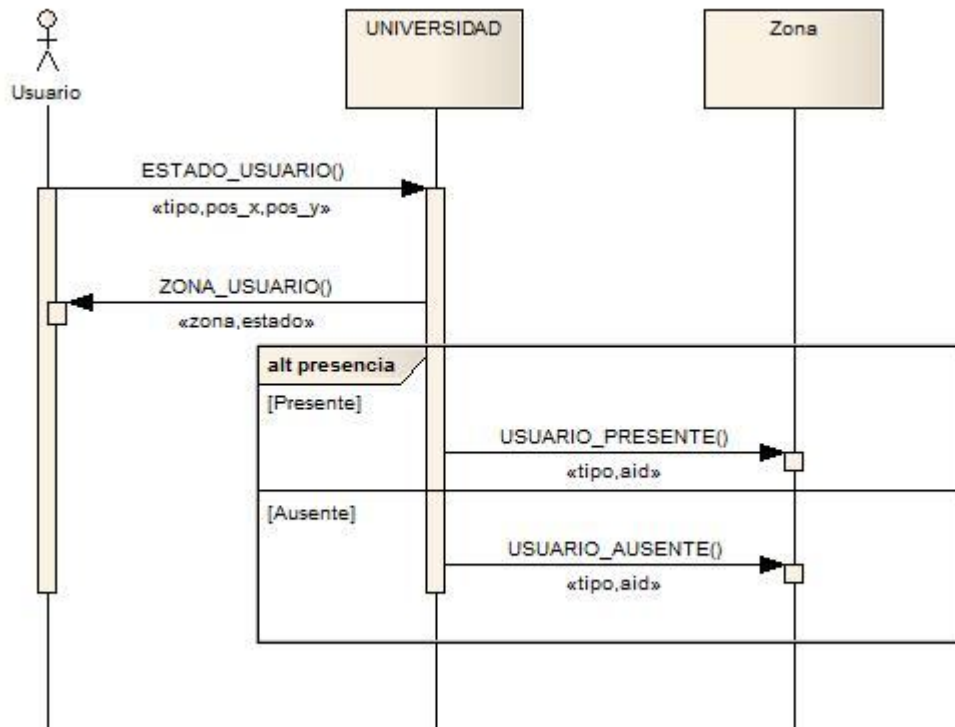 UNIVERSIDAD
Zona
Usuario
ESTADO_USUARIO()
«tipo,pos_x,pos_y»
ZONA_USUARIO()
«zona,estado»
alt presencia
[Presente]
USUARIO_PRESENTE()
«tipo,aid»
[Ausente]
USUARIO_AUSENTE()
«tipo,aid»